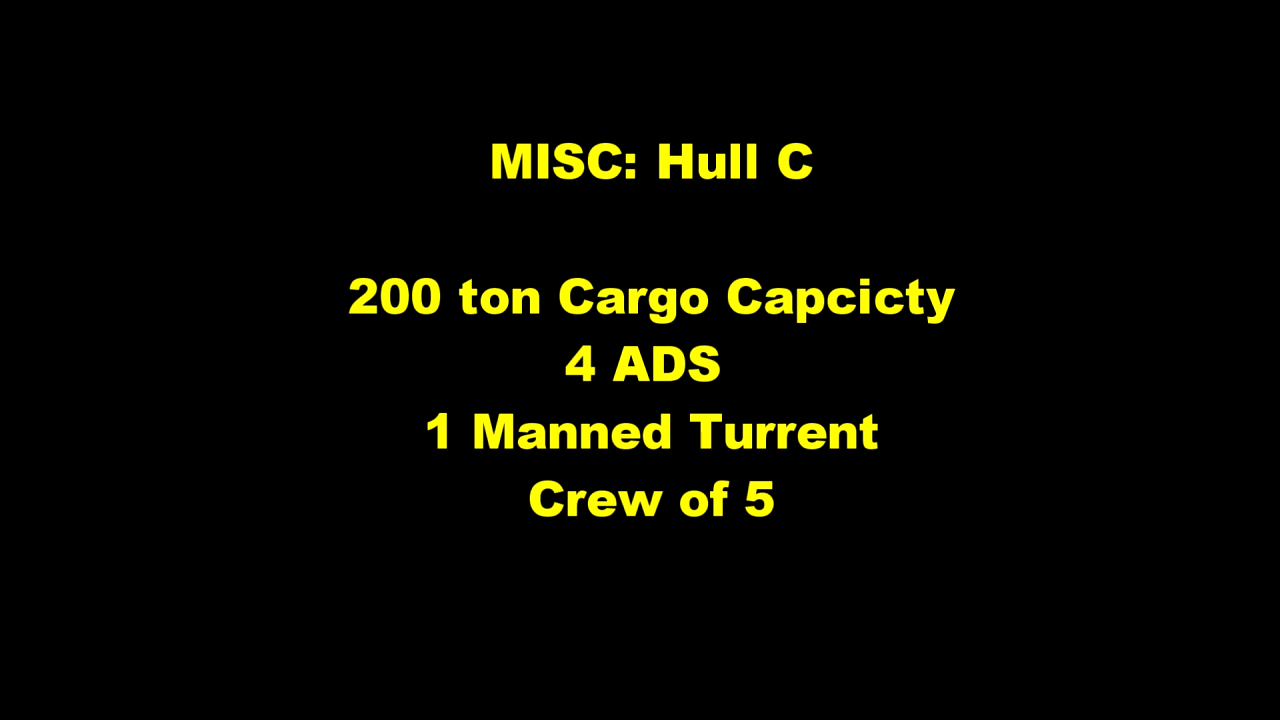 MISC: Hull C
200 ton Cargo Capcicty
4 ADS
1 Manned Turrent
Crew of 5